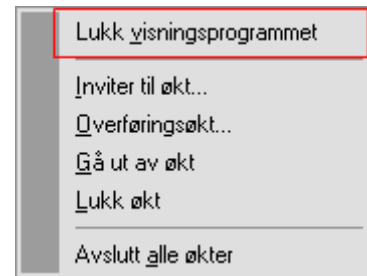 Lukk visningsprogrammet
Inviter til økt...
Overføringsøkt...
Gå ut av økt
Lukk økt
Avslutt alle økter